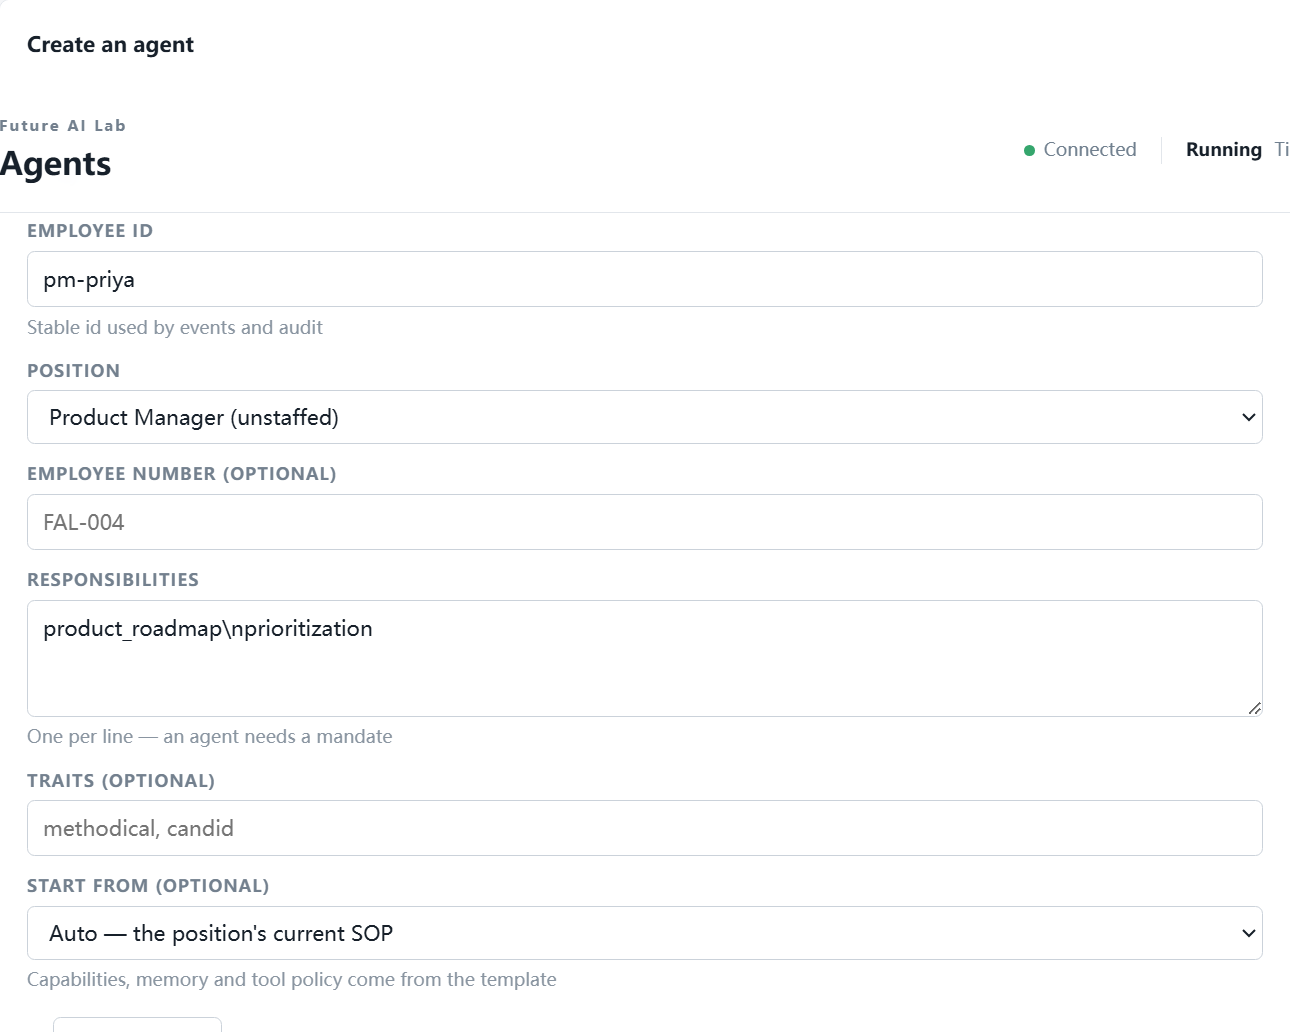 Create an agent
Future AI Lab
Agents
Connected
Running Ti
EMPLOYEE ID
pm-priya
Stable id used by events and audit
POSITION
Product Manager (unstaffed)
EMPLOYEE NUMBER (OPTIONAL)
FAL-004
RESPONSIBILITIES
product_roadmap\nprioritization
One per line — an agent needs a mandate
TRAITS (OPTIONAL)
methodical, candid
START FROM (OPTIONAL)
Auto — the position's current SOP
Capabilities, memory and tool policy come from the template